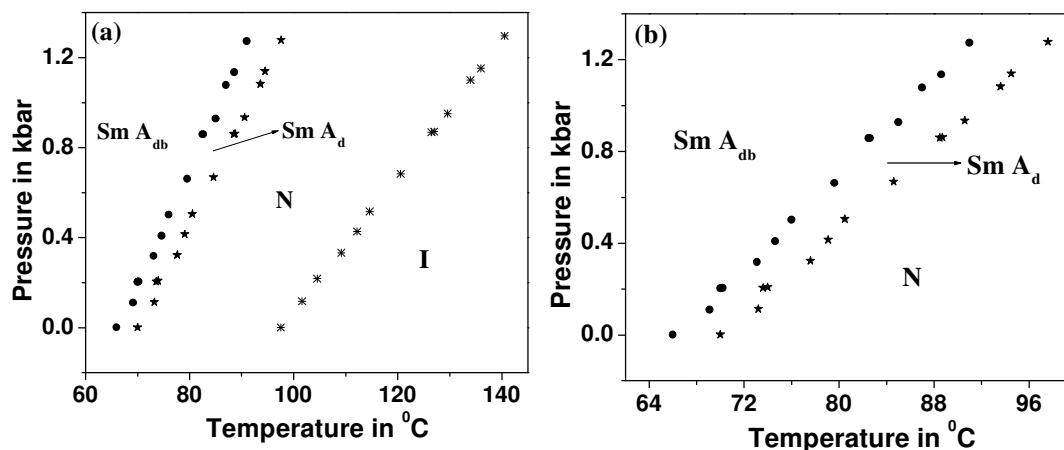 (a)
Pressure in kbar
1.2
0.8
0.4
0.0
Sm A_db
Sm A_d
N
I
60 80 100 120 140
Temperature in ⁰C
(b)
Pressure in kbar
1.2
0.8
0.4
0.0
Sm A_db
Sm A_d
N
64 72 80 88 96
Temperature in ⁰C